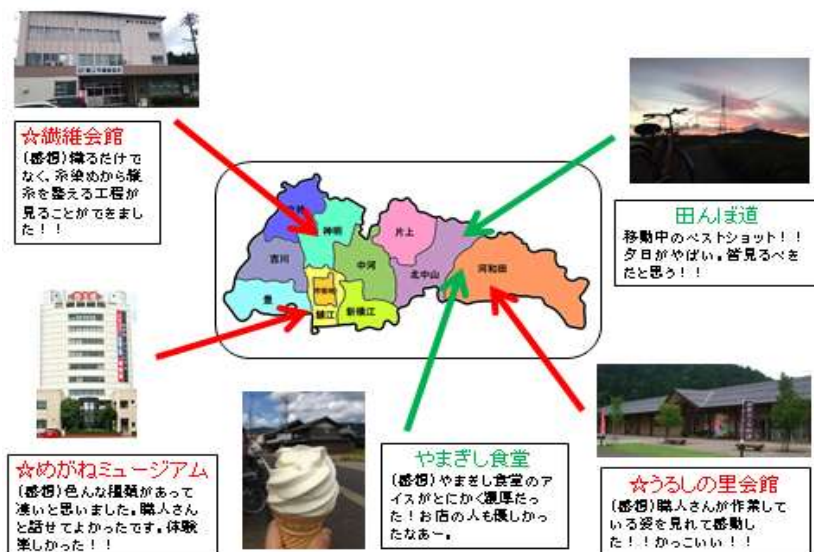 ☆繊維会館
(感想)織るだけで
なく、糸染めから縦
糸を整える工程が
見ることができまし
た！！
田んぼ道
移動中のベストショット！！
夕日がやばい。皆見るべき
だと思う！！
神明
片上
吉川
中河
北中山
河和田
豊
鯖江
新横江
☆めがねミュージアム
(感想)色んな種類があって
凄いと思いました。職人さん
と話せてよかったです。体験
楽しかった！！
やまぎし食堂
(感想)やまぎし食堂のア
イスがとにかく濃厚だっ
た！お店の人も優しかっ
たなあー。
☆うるしの里会館
(感想)職人さんが作業して
いる姿を見れて感動し
た！！かっこいい！！